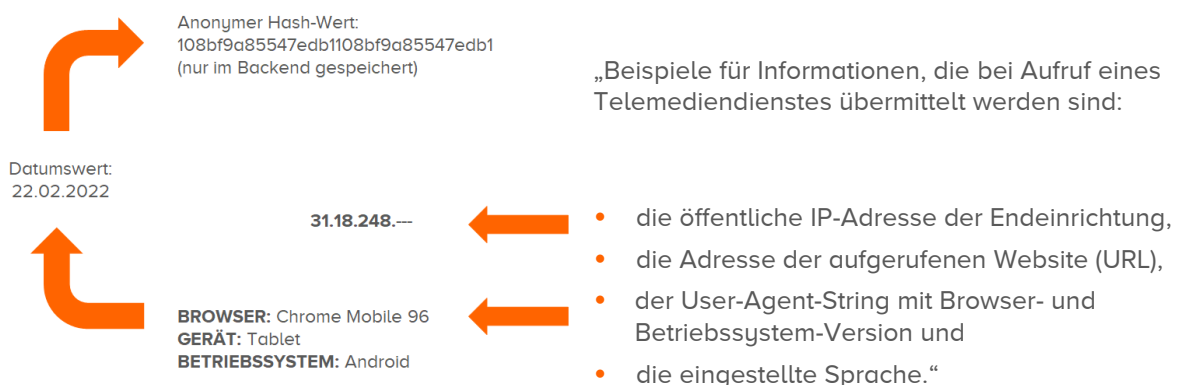 Anonymer Hash-Wert:
108bf9a85547edb1108bf9a85547edb1
(nur im Backend gespeichert)
„Beispiele für Informationen, die bei Aufruf eines
Telemediendienstes übermittelt werden sind:
Datumswert:
22.02.2022
31.18.248.---
• die öffentliche IP-Adresse der Endeinrichtung,
• die Adresse der aufgerufenen Website (URL),
• der User-Agent-String mit Browser- und
Betriebssystem-Version und
• die eingestellte Sprache.“
BROWSER: Chrome Mobile 96
GERÄT: Tablet
BETRIEBSSYSTEM: Android